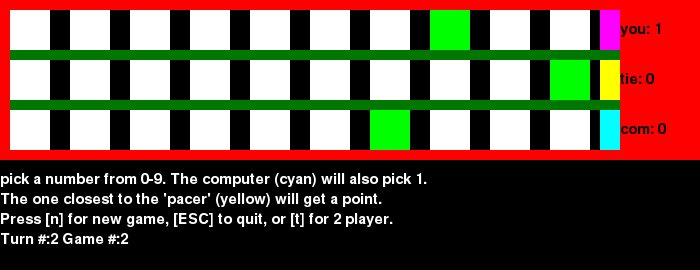 you: 1
tie: 0
com: 0
pick a number from 0-9. The computer (cyan) will also pick 1.
The one closest to the 'pacer' (yellow) will get a point.
Press [n] for new game, [ESC] to quit, or [t] for 2 player.
Turn #:2 Game #:2